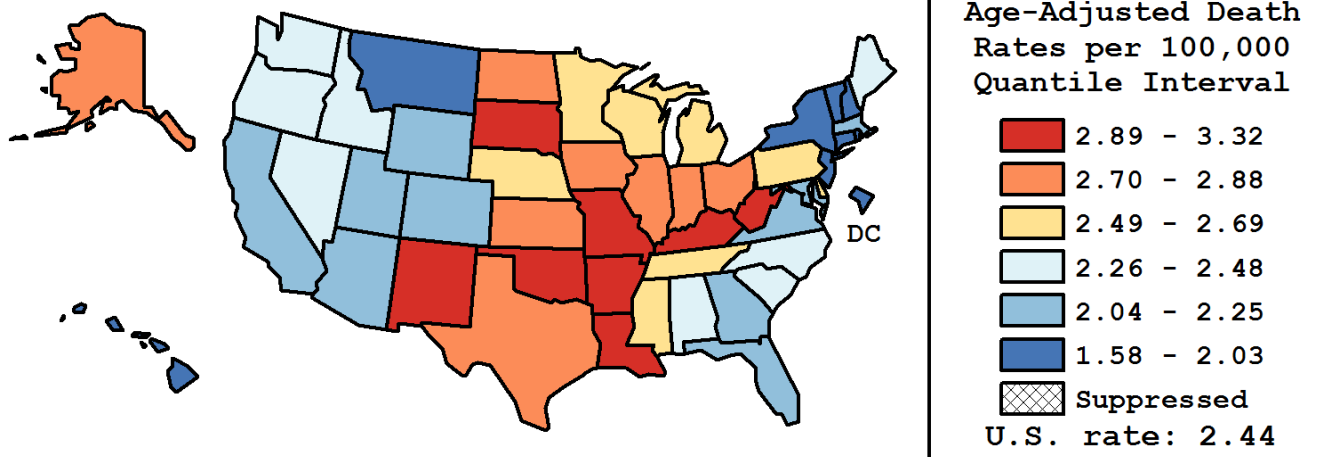 Age-Adjusted Death
Rates per 100,000
Quantile Interval
2.89 - 3.32
2.70 - 2.88
2.49 - 2.69
2.26 - 2.48
2.04 - 2.25
1.58 - 2.03
Suppressed
U.S. rate: 2.44
DC